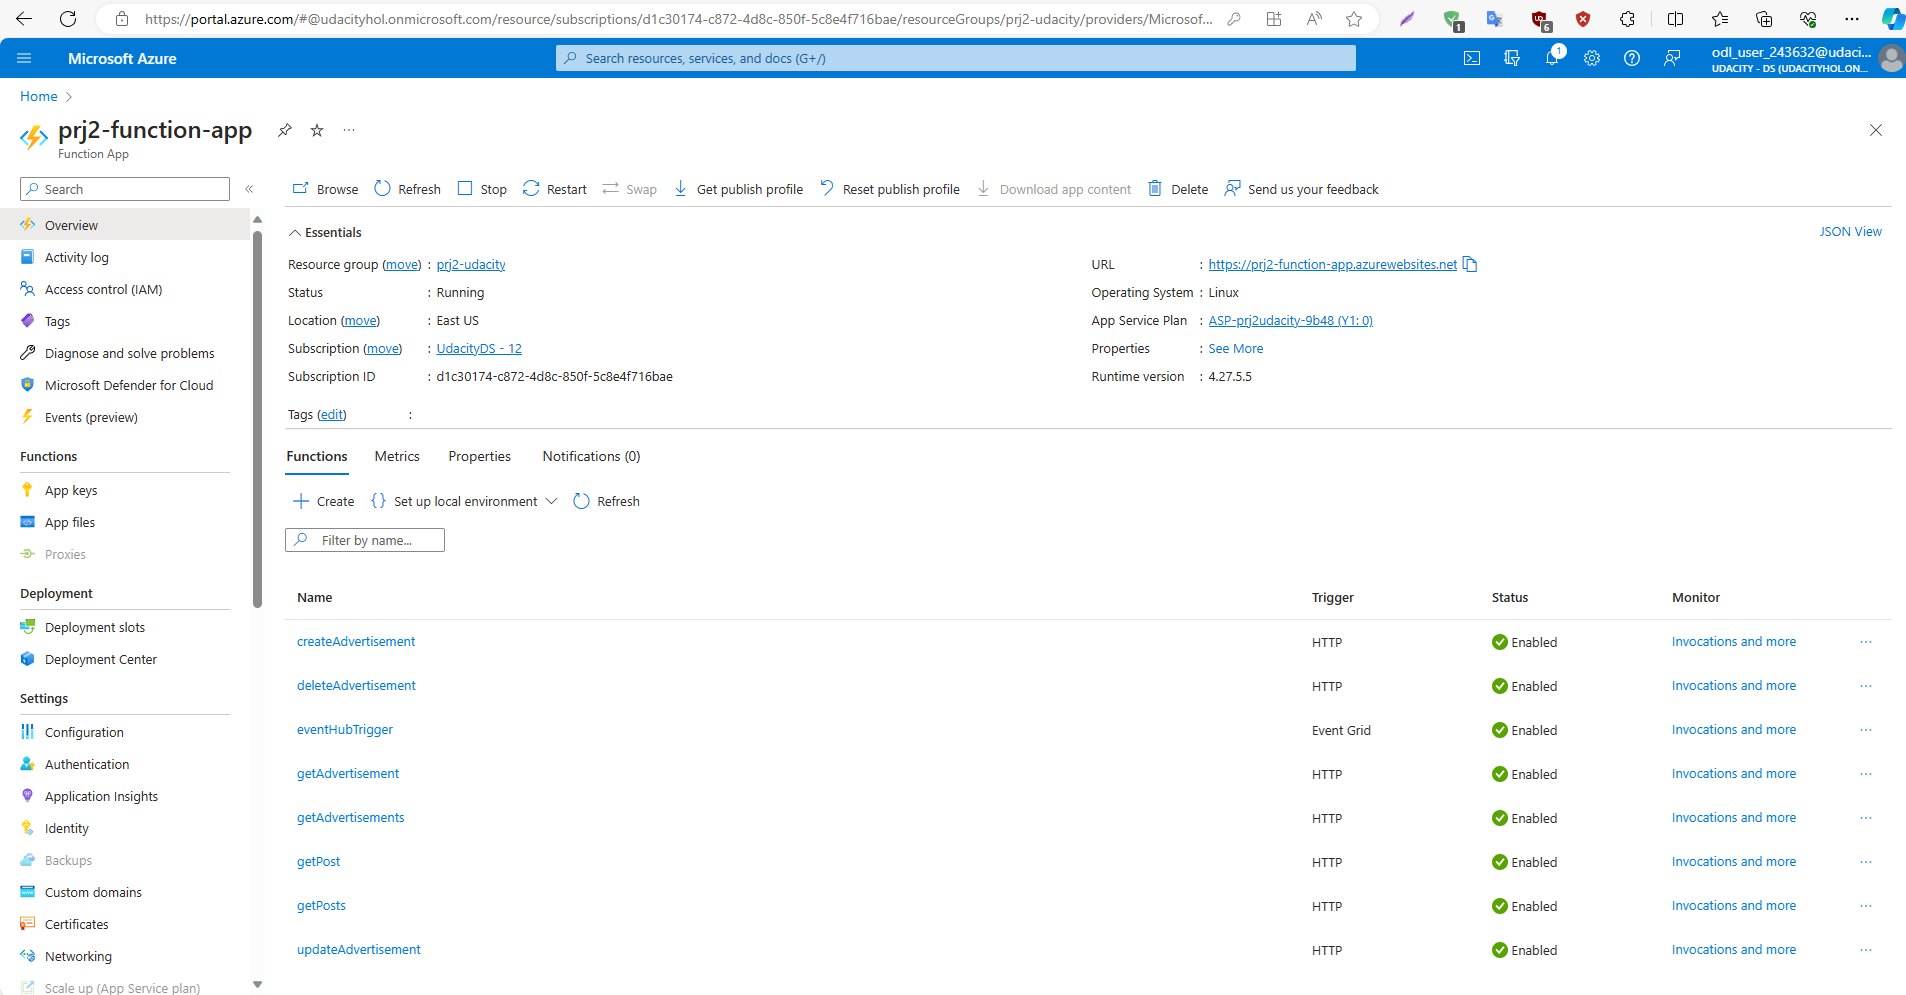 https://portal.azure.com/#@udacityhol.onmicrosoft.com/resource/subscriptions/d1c30174-c872-4d8c-850f-5c8e4f716bae/resourceGroups/prj2-udacity/providers/Microsof...
1
6
Microsoft Azure
Search resources, services, and docs (G+/)
1
odl_user_243632@udaci...
UDACITY - DS (UDACITYHOL.ON...
Home
prj2-function-app
Function App
Search
Browse Refresh Stop Restart Swap Get publish profile Reset publish profile Download app content Delete Send us your feedback
Overview
Activity log
Access control (IAM)
Tags
Diagnose and solve problems
Microsoft Defender for Cloud
Events (preview)
Functions
App keys
App files
Proxies
Deployment
Deployment slots
Deployment Center
Settings
Configuration
Authentication
Application Insights
Identity
Backups
Custom domains
Certificates
Networking
Scale up (App Service plan)
Essentials
JSON View
Resource group (move) : prj2-udacity
Status : Running
Location (move) : East US
Subscription (move) : UdacityDS - 12
Subscription ID : d1c30174-c872-4d8c-850f-5c8e4f716bae
Tags (edit) :
URL : https://prj2-function-app.azurewebsites.net
Operating System : Linux
App Service Plan : ASP-prj2udacity-9b48 (Y1: 0)
Properties : See More
Runtime version : 4.27.5.5
Functions Metrics Properties Notifications (0)
Create Set up local environment Refresh
Filter by name...
Name Trigger Status Monitor
createAdvertisement HTTP Enabled Invocations and more
deleteAdvertisement HTTP Enabled Invocations and more
eventHubTrigger Event Grid Enabled Invocations and more
getAdvertisement HTTP Enabled Invocations and more
getAdvertisements HTTP Enabled Invocations and more
getPost HTTP Enabled Invocations and more
getPosts HTTP Enabled Invocations and more
updateAdvertisement HTTP Enabled Invocations and more